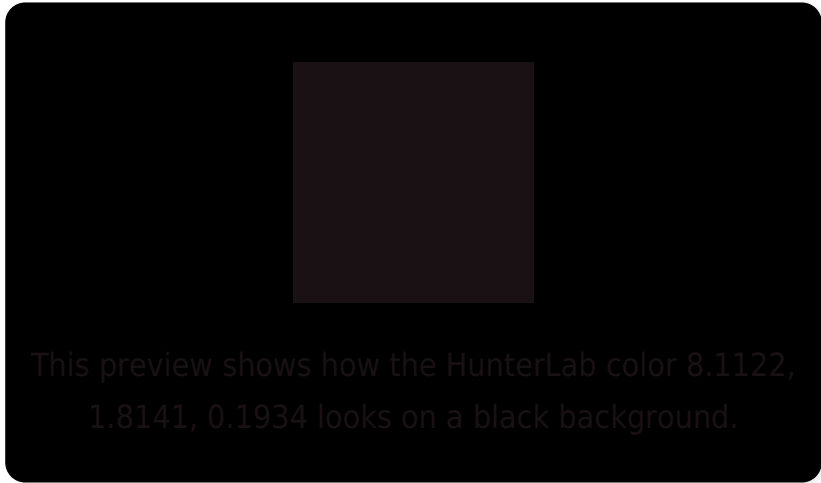 This preview shows how the HunterLab color 8.1122,
1.8141, 0.1934 looks on a black background.